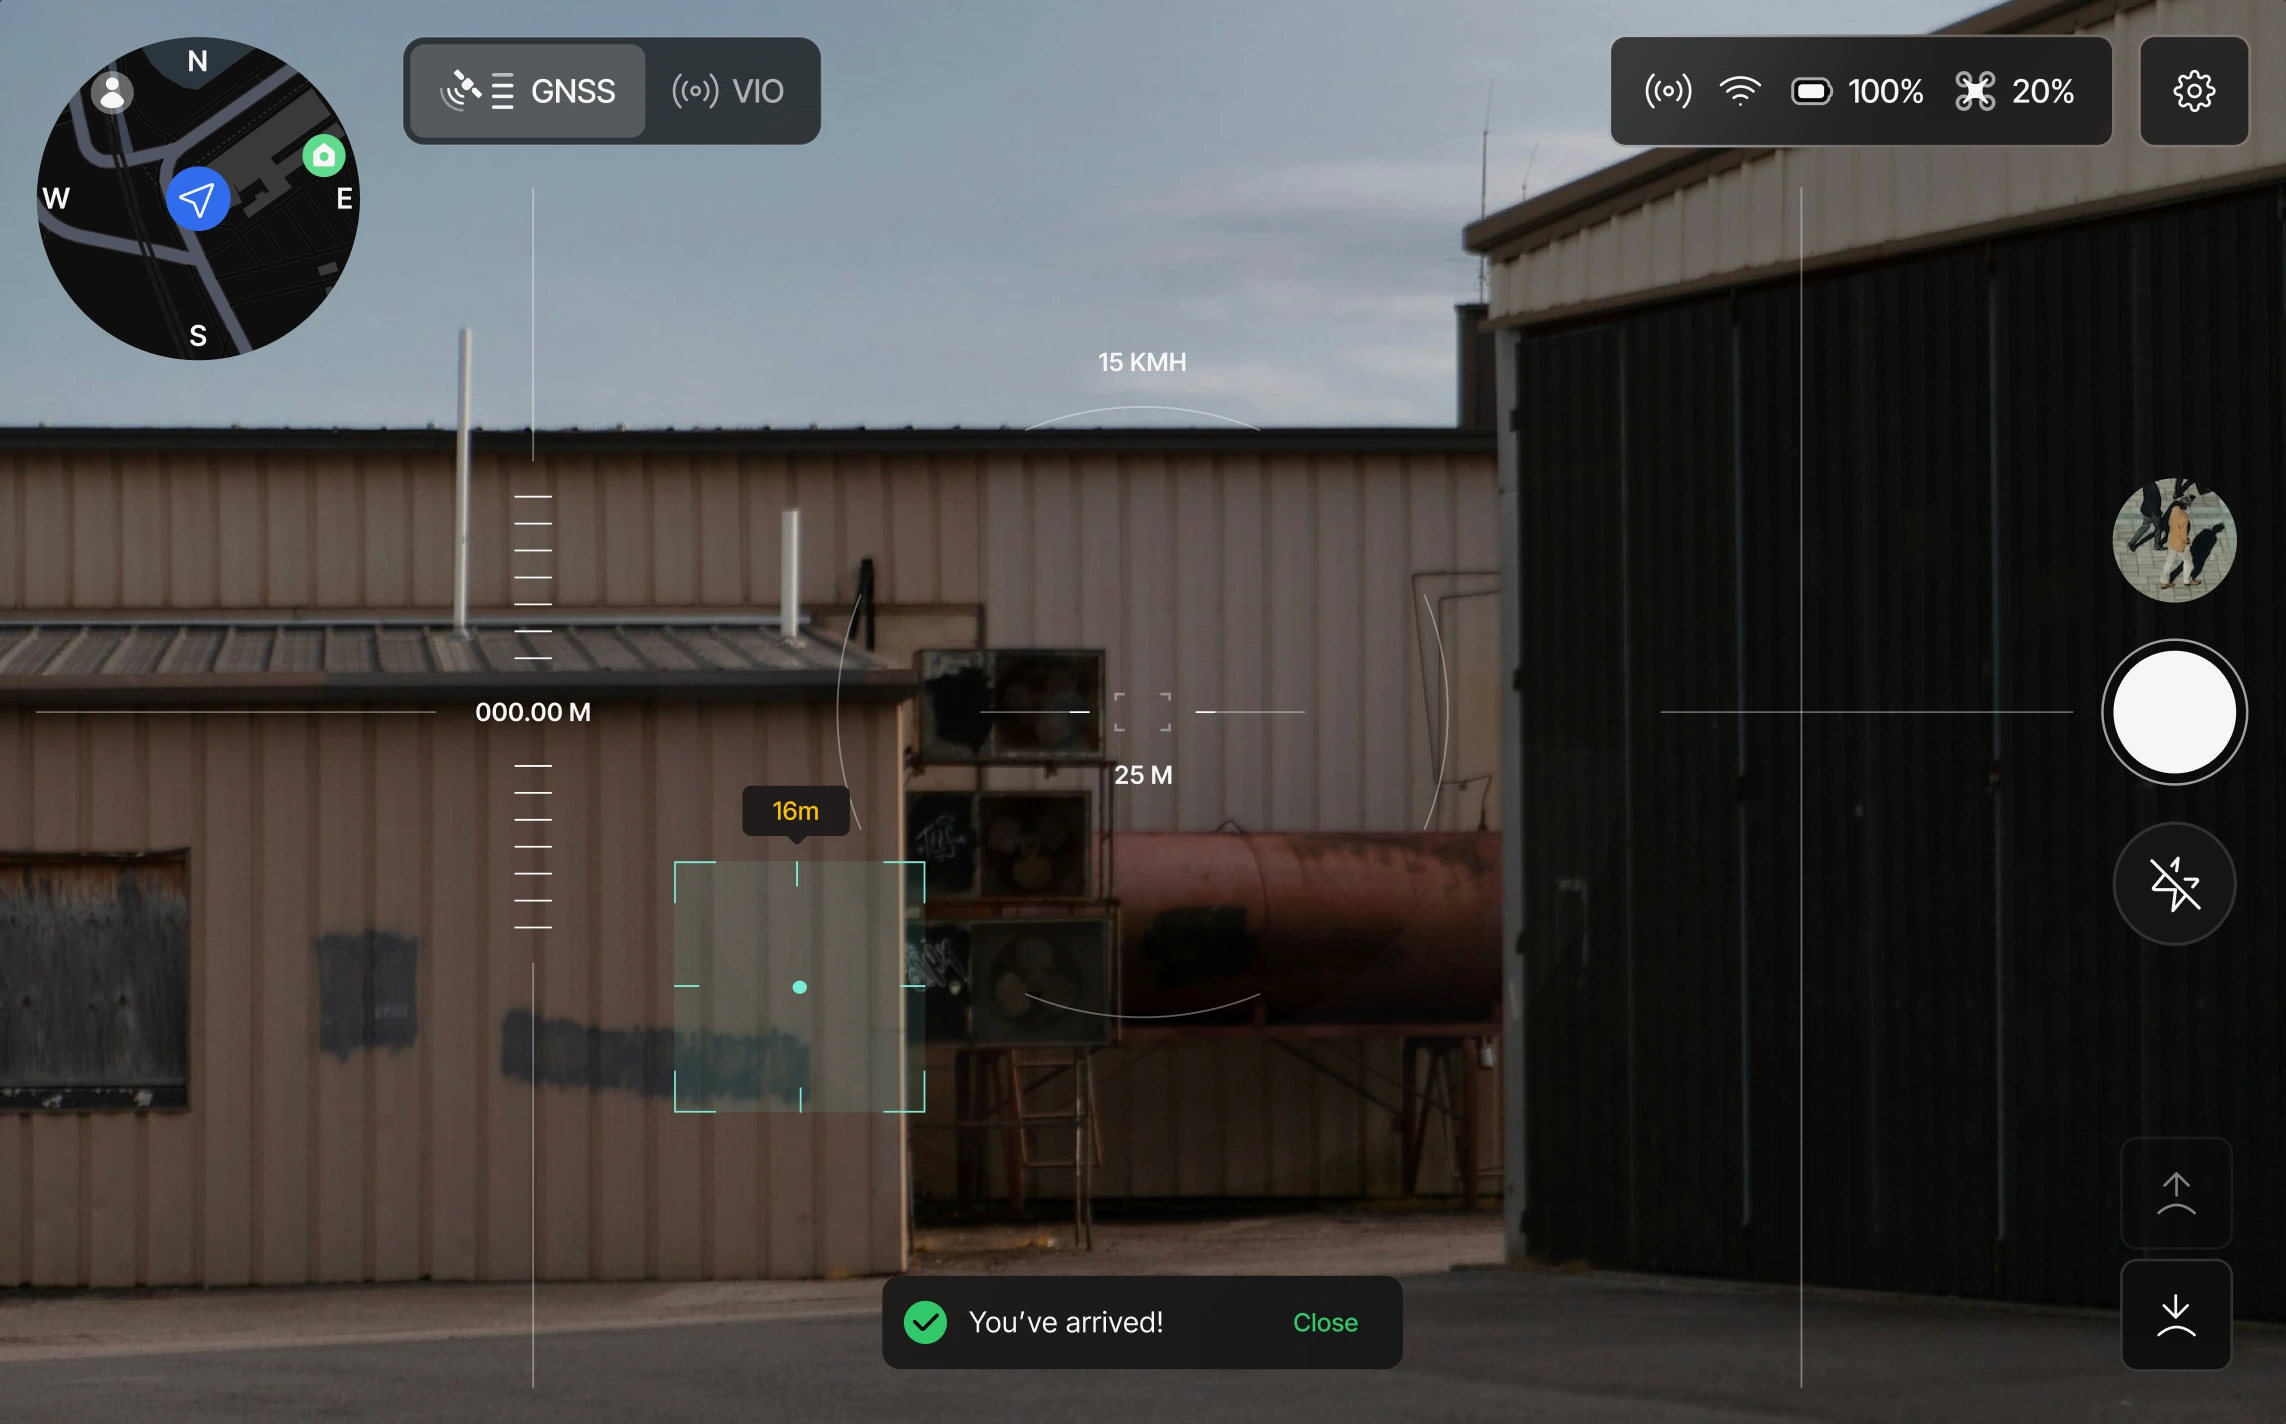 N
W
E
S
GNSS
VIO
100%
20%
15 KMH
000.00 M
25 M
16m
You’ve arrived!
Close